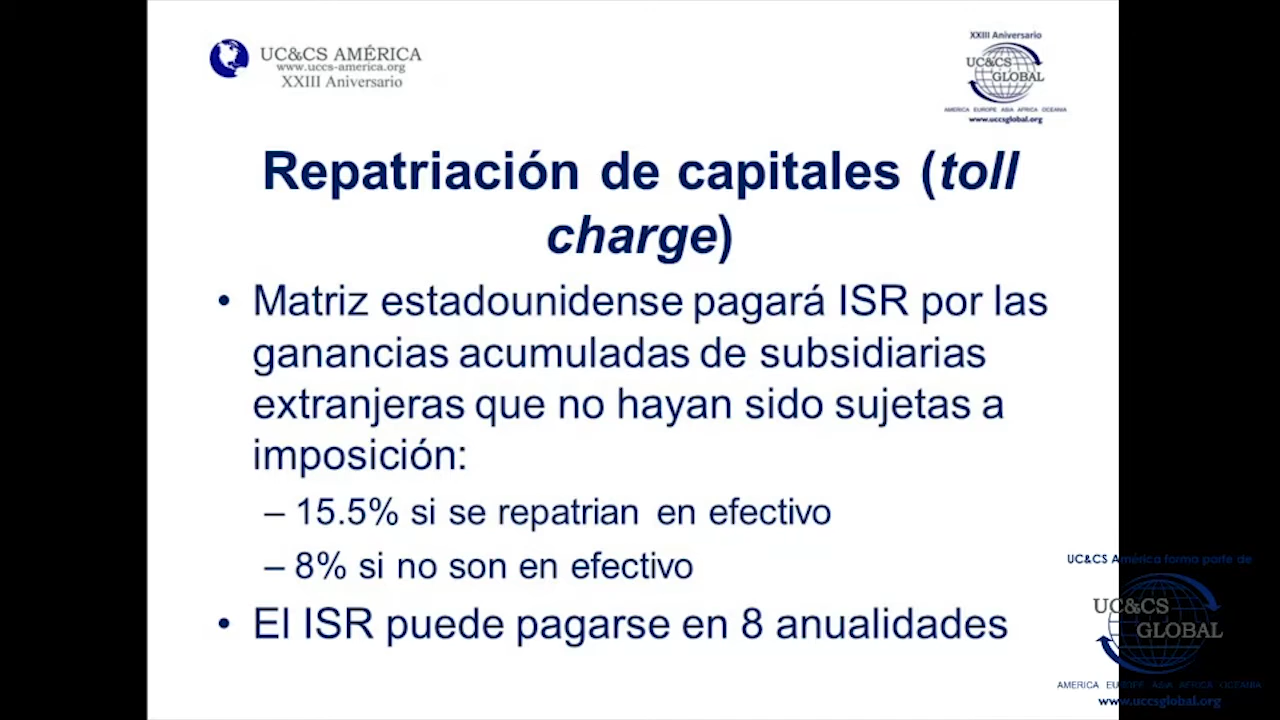 UC&CS AMÉRICA
www.uccs-america.org
XXIII Aniversario
XXIII Aniversario
UC&CS
GLOBAL
AMERICA EUROPE ASIA AFRICA OCEANIA
www.uccsglobal.org
Repatriación de capitales (toll
charge)
• Matriz estadounidense pagará ISR por las
ganancias acumuladas de subsidiarias
extranjeras que no hayan sido sujetas a
imposición:
– 15.5% si se repatrian en efectivo
– 8% si no son en efectivo
• El ISR puede pagarse en 8 anualidades
UC&CS América forma parte de
UC&CS
GLOBAL
AMERICA EUROPE ASIA AFRICA OCEANIA
www.uccsglobal.org